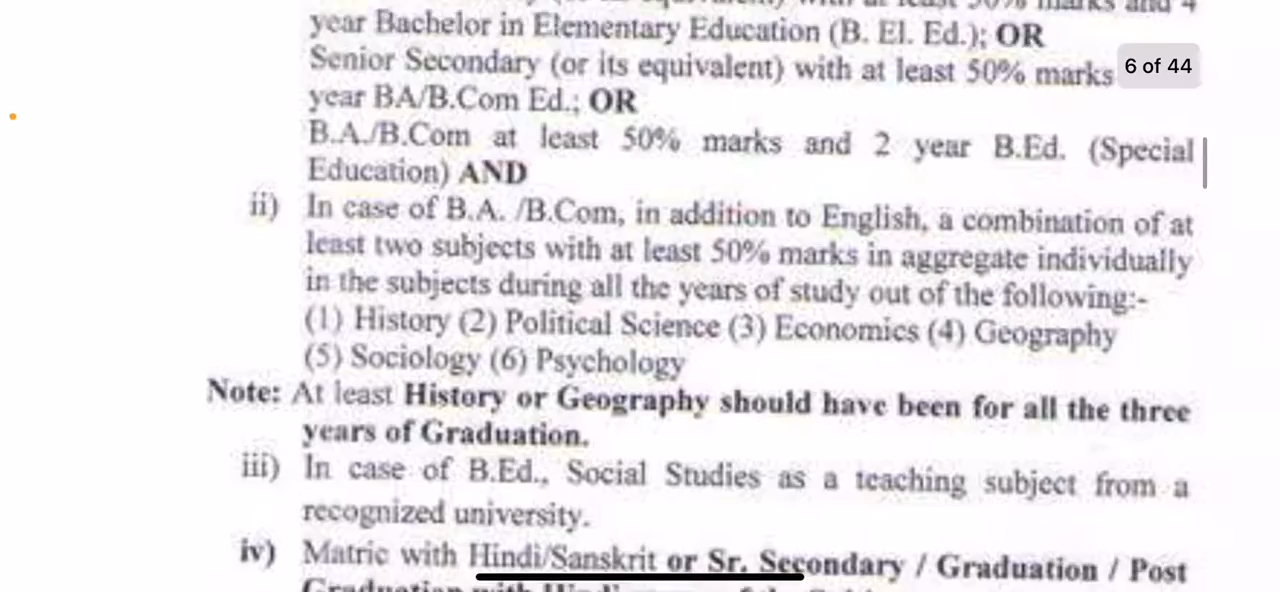 marks and 4
year Bachelor in Elementary Education (B. El. Ed.); OR
Senior Secondary (or its equivalent) with at least 50% marks
6 of 44
year BA/B.Com Ed.; OR
B.A./B.Com at least 50% marks and 2 year B.Ed. (Special
Education) AND
ii) In case of B.A. /B.Com, in addition to English, a combination of at
least two subjects with at least 50% marks in aggregate individually
in the subjects during all the years of study out of the following:-
(1) History (2) Political Science (3) Economics (4) Geography
(5) Sociology (6) Psychology
Note: At least History or Geography should have been for all the three
years of Graduation.
iii) In case of B.Ed., Social Studies as a teaching subject from a
recognized university.
iv) Matric with Hindi/Sanskrit or Sr. Secondary / Graduation / Post